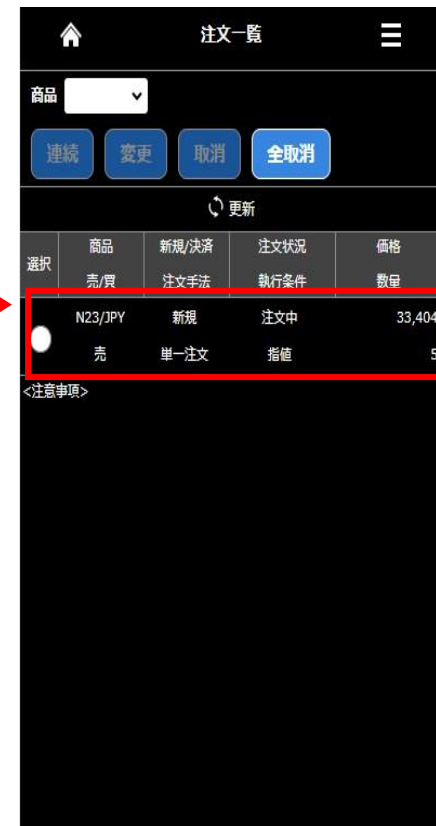 注文一覧
商品
連続 変更 取消 全取消
更新
選択 商品 新規/決済 注文状況 価格
売/買 注文手法 執行条件 数量
N23/JPY 新規 注文中 33,404
売 単一注文 指値 5
<注意事項>